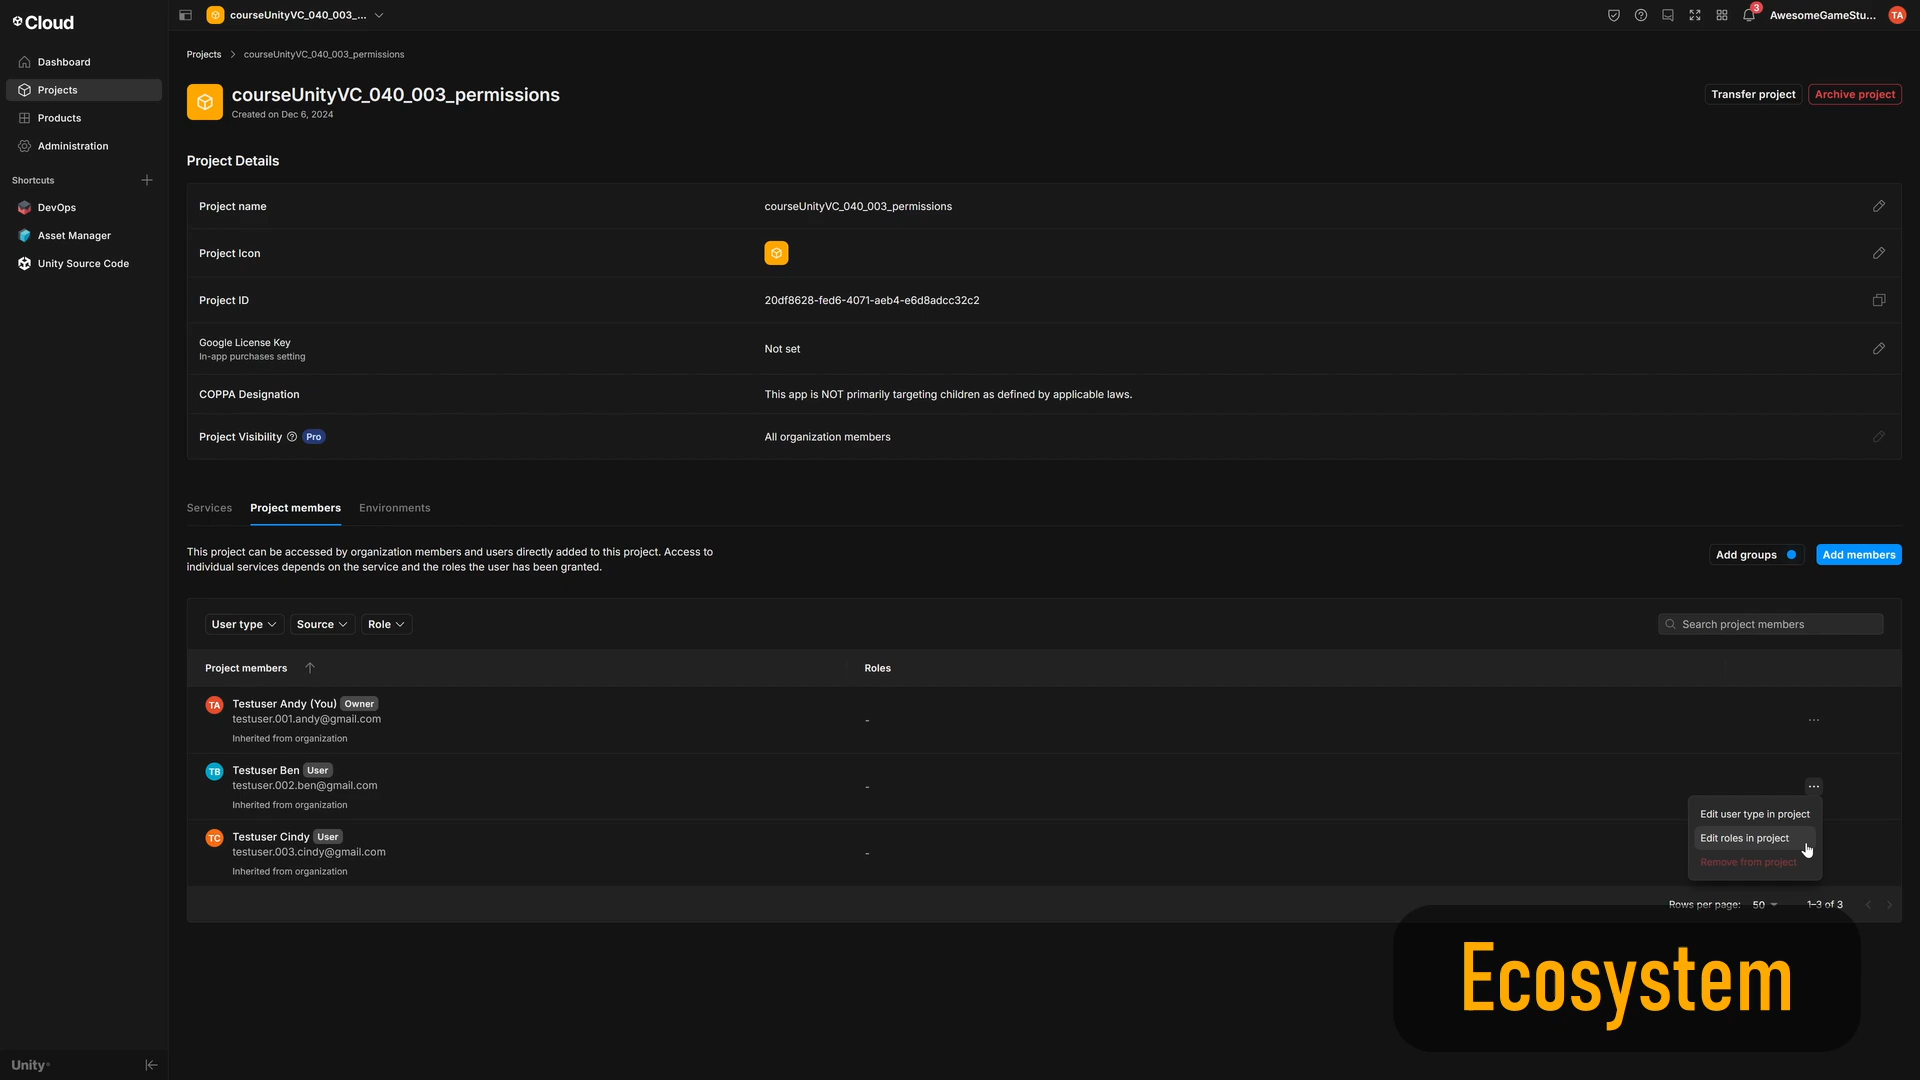 Cloud
courseUnityVC_040_003_...
3
AwesomeGameStu...
TA
Dashboard
Projects
Products
Administration
Shortcuts
DevOps
Asset Manager
Unity Source Code
Projects > courseUnityVC_040_003_permissions
courseUnityVC_040_003_permissions
Created on Dec 6, 2024
Transfer project
Archive project
Project Details
Project name
courseUnityVC_040_003_permissions
Project Icon
Project ID
20df8628-fed6-4071-aeb4-e6d8adcc32c2
Google License Key
In-app purchases setting
Not set
COPPA Designation
This app is NOT primarily targeting children as defined by applicable laws.
Project Visibility
Pro
All organization members
Services
Project members
Environments
This project can be accessed by organization members and users directly added to this project. Access to
individual services depends on the service and the roles the user has been granted.
Add groups
Add members
User type
Source
Role
Search project members
Project members
Roles
TA
Testuser Andy (You) Owner
testuser.001.andy@gmail.com
Inherited from organization
-
TB
Testuser Ben User
testuser.002.ben@gmail.com
Inherited from organization
-
TC
Testuser Cindy User
testuser.003.cindy@gmail.com
Inherited from organization
-
Edit user type in project
Edit roles in project
Remove from project
Rows per page: 50
1-3 of 3
Ecosystem
Unity